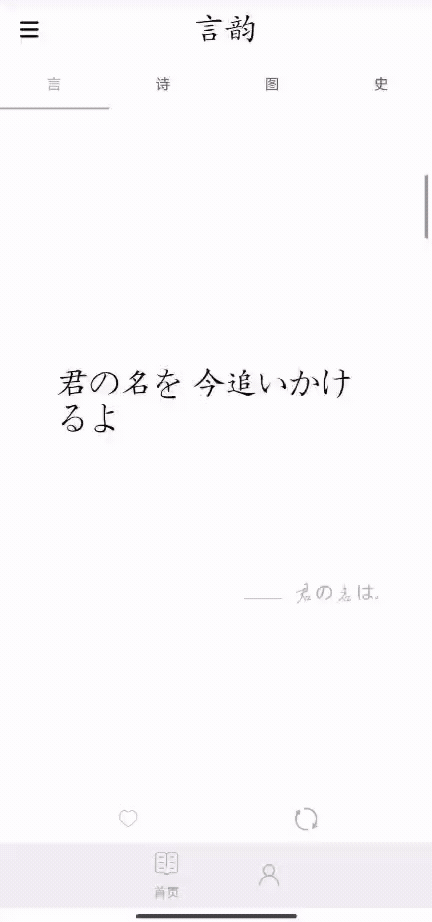 言韵
言 诗 图 史
君の名を 今追いかけ
るよ
—— 君の名は.
首页